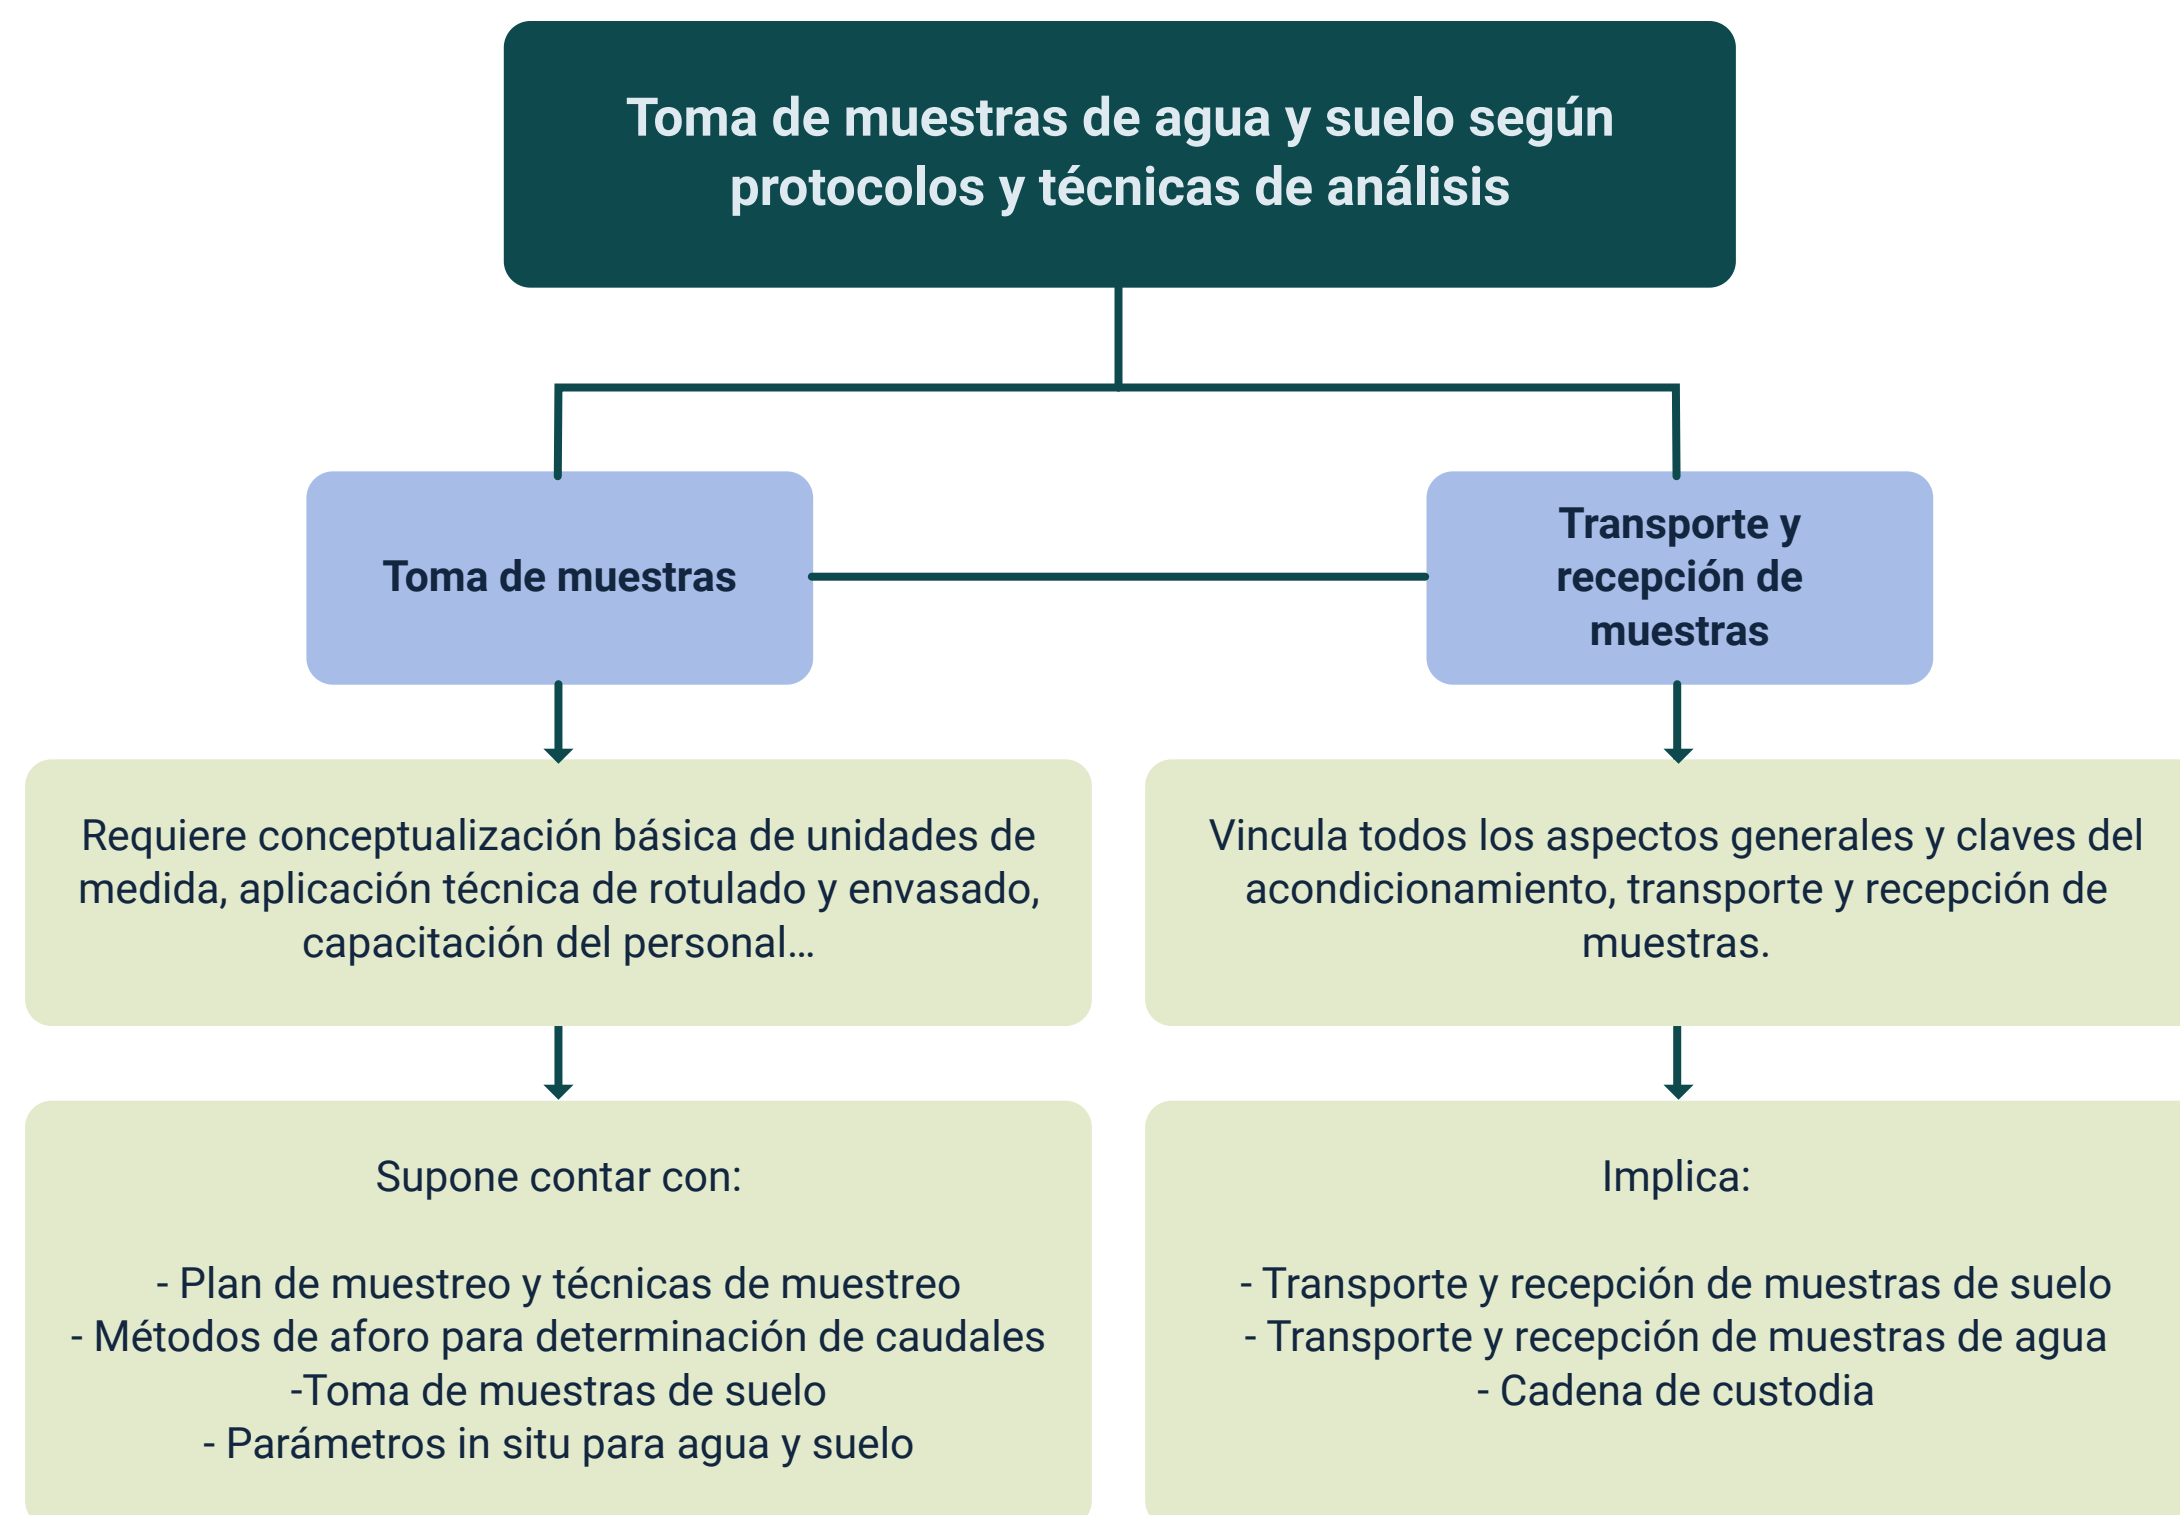 Toma de muestras de agua y suelo según
protocolos y técnicas de análisis
Toma de muestras
Transporte y
recepción de
muestras
Requiere conceptualización básica de unidades de
medida, aplicación técnica de rotulado y envasado,
capacitación del personal...
Vincula todos los aspectos generales y claves del
acondicionamiento, transporte y recepción de
muestras.
Supone contar con:
- Plan de muestreo y técnicas de muestreo
- Métodos de aforo para determinación de caudales
-Toma de muestras de suelo
- Parámetros in situ para agua y suelo
Implica:
- Transporte y recepción de muestras de suelo
- Transporte y recepción de muestras de agua
- Cadena de custodia